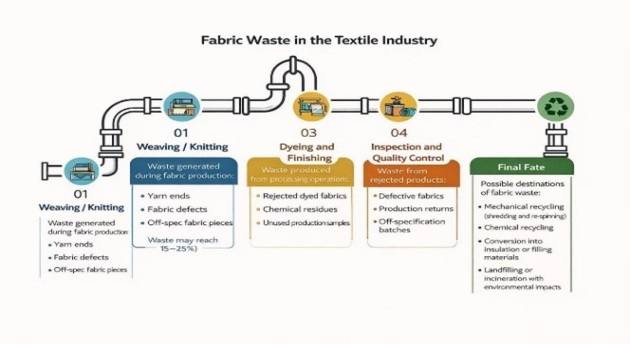 Fabric Waste in the Textile Industry
01
Weaving / Knitting
Waste generated
during fabric production
• Yarn ends
• Fabric defects
• Off-spec fabric pieces
01
Weaving / Knitting
Waste generated
during fabric production:
• Yarn ends
• Fabric defects
• Off-spec fabric pieces
Waste may reach
15–25%)
03
Dyeing and
Finishing
Waste produced
from processing operations:
• Rejected dyed fabrics
• Chemical residues
• Unused production samples
04
Inspection and
Quality Control
Waste from
rejected products:
• Defective fabrics
• Production returns
• Off-specification
batches
Final Fate
Possible destinations
of fabric waste:
• Mechanical recycling
(shredding and re-spinning)
• Chemical recycling
• Conversion into
insulation or filling
materials
• Landfilling or
incineration with
environmental impacts